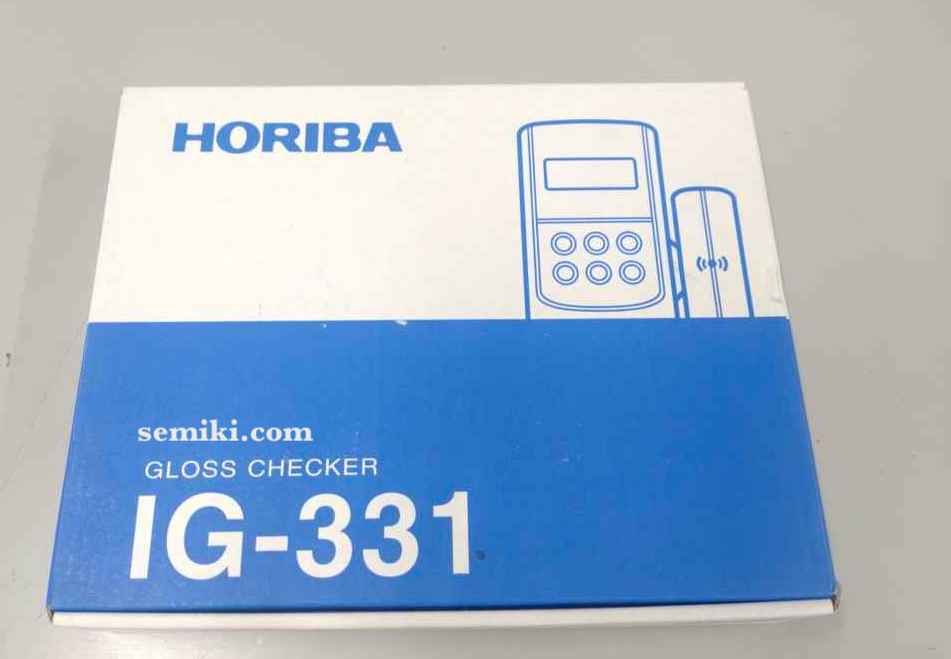 HORIBA
semiki.com
GLOSS CHECKER
IG-331